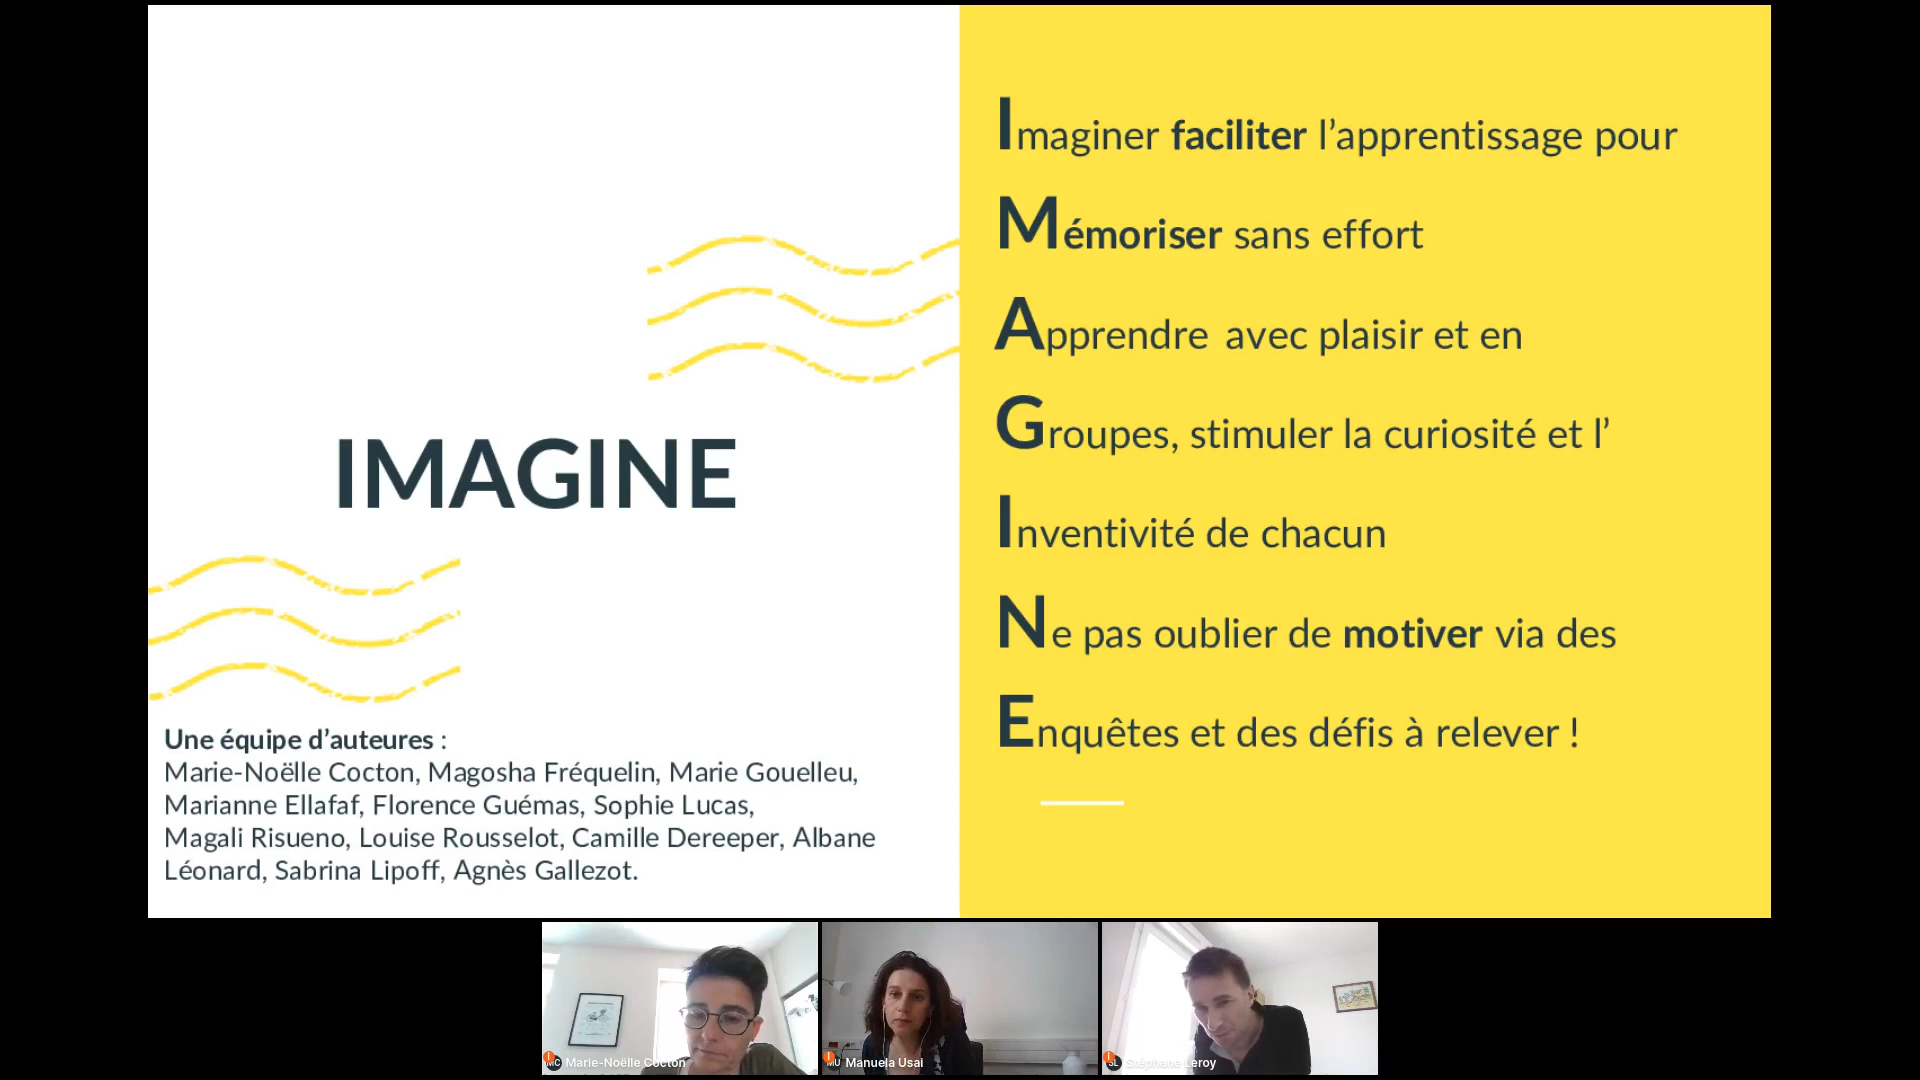 IMAGINE
Une équipe d’auteures :
Marie-Noëlle Cocton, Magosha Fréquelin, Marie Gouelleu,
Marianne Ellafaf, Florence Guémas, Sophie Lucas,
Magali Risueno, Louise Rousselot, Camille Dereeper, Albane
Léonard, Sabrina Lipoff, Agnès Gallezot.
Imaginer faciliter l’apprentissage pour
Mémoriser sans effort
Apprendre avec plaisir et en
Groupes, stimuler la curiosité et l’
Inventivité de chacun
Ne pas oublier de motiver via des
Enquêtes et des défis à relever !
MC Marie-Noëlle Cocton
MU Manuela Usai
SL Stéphane Leroy